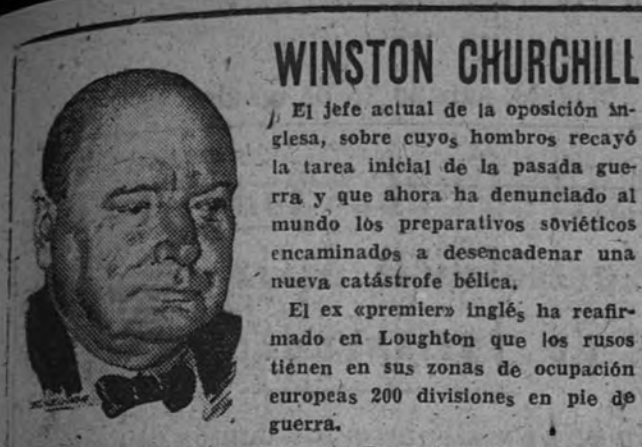 WINSTON CHURCHILL
El jefe actual de la oposición in-
glesa, sobre cuyos hombros recayó
la tarea inicial de la pasada gue-
rra y que ahora ha denunciado al
mundo los preparativos soviéticos
encaminados a desencadenar una
nueva catástrofe bélica.
El ex «premier» inglés ha reafir-
mado en Loughton que los rusos
tienen en sus zonas de ocupación
europeas 200 divisiones en pie de
guerra.